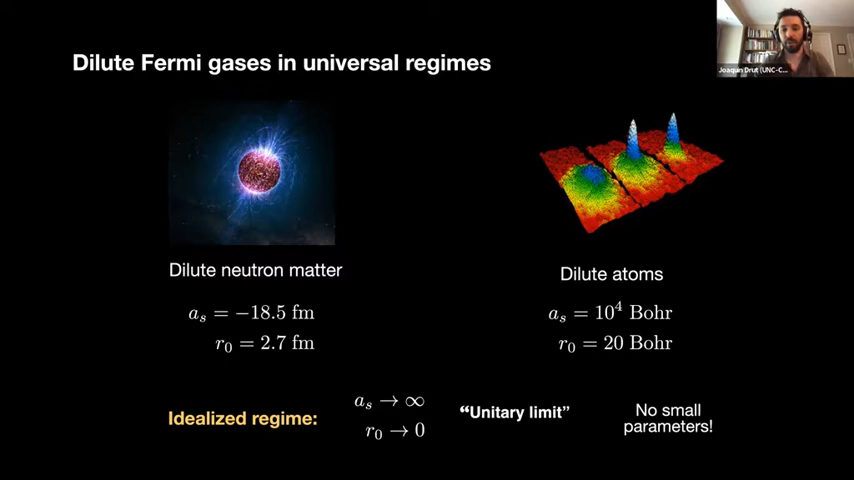 Dilute Fermi gases in universal regimes
Joaquin Drut (UNC-C...
Dilute neutron matter
a_s = −18.5 fm
r_0 = 2.7 fm
Dilute atoms
a_s = 10^4 Bohr
r_0 = 20 Bohr
Idealized regime:
a_s → ∞
r_0 → 0
“Unitary limit”
No small
parameters!